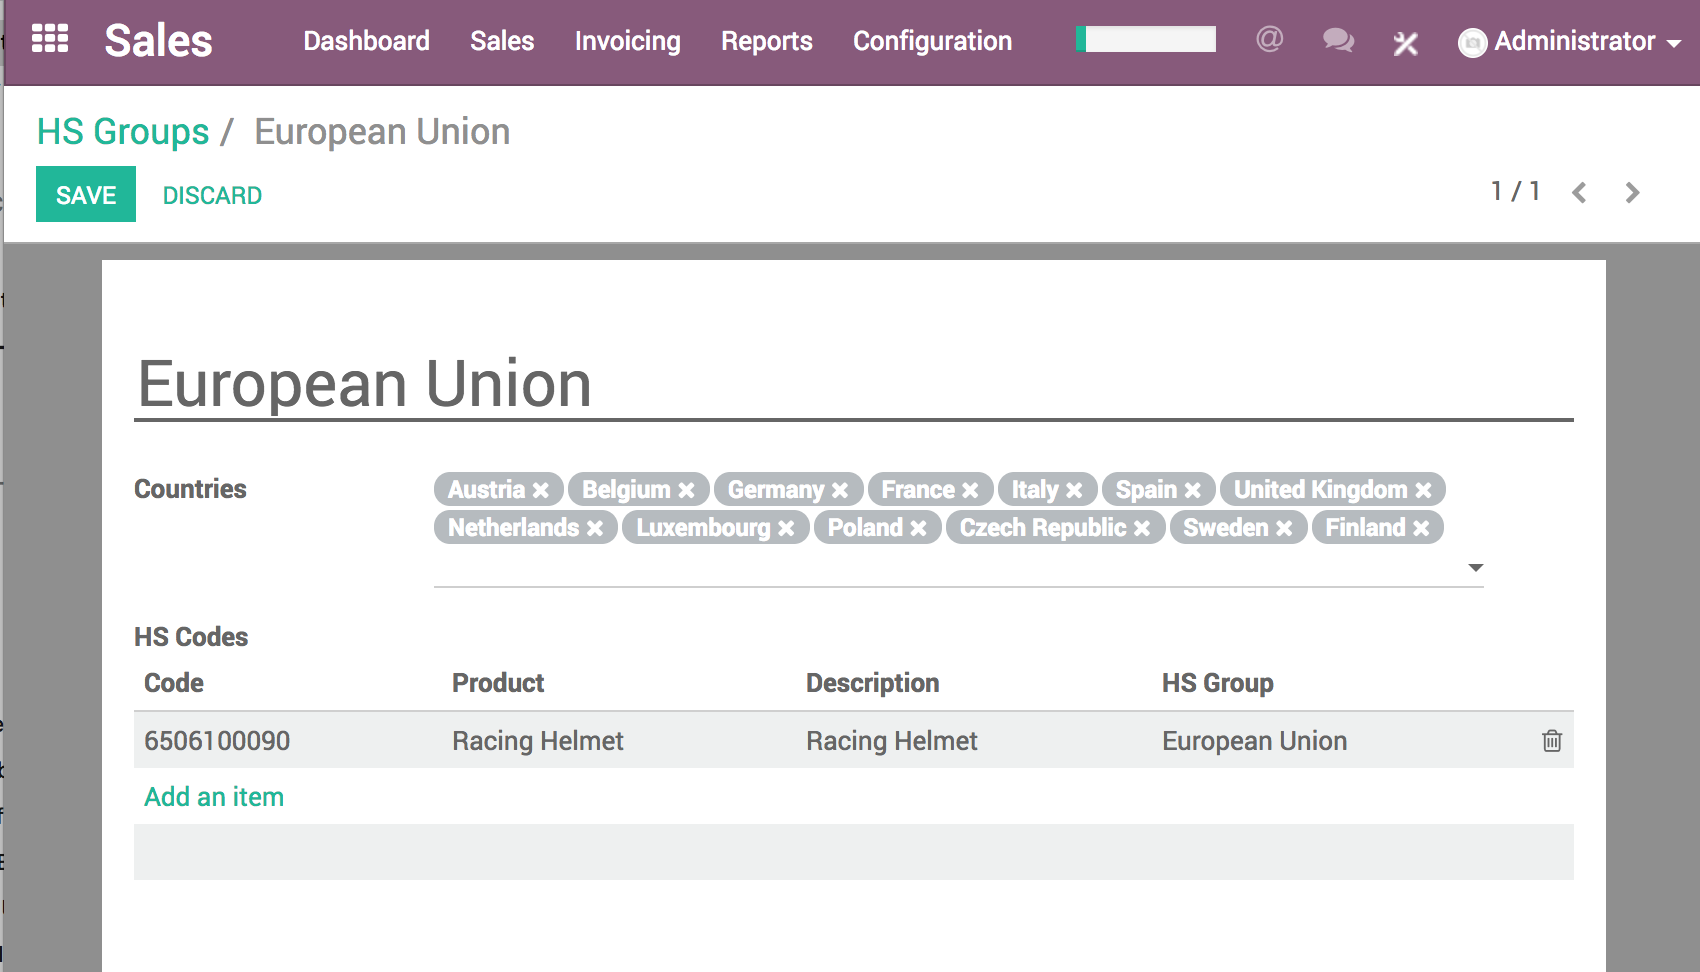 Sales Dashboard Sales Invoicing Reports Configuration @ Administrator
HS Groups / European Union
SAVE DISCARD 1 / 1
European Union
Countries Austria Belgium Germany France Italy Spain United Kingdom
Netherlands Luxembourg Poland Czech Republic Sweden Finland
HS Codes
Code Product Description HS Group
6506100090 Racing Helmet Racing Helmet European Union
Add an item